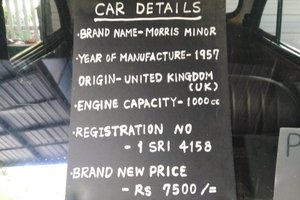 CAR DETAILS
• BRAND NAME - MORRIS MINOR
• YEAR OF MANUFACTURE - 1957
ORIGIN - UNITED KINGDOM
(UK)
• ENGINE CAPACITY - 1000cc
• REGISTRATION NO
- 1 SRI 4158
• BRAND NEW PRICE
- Rs 7500/=
P